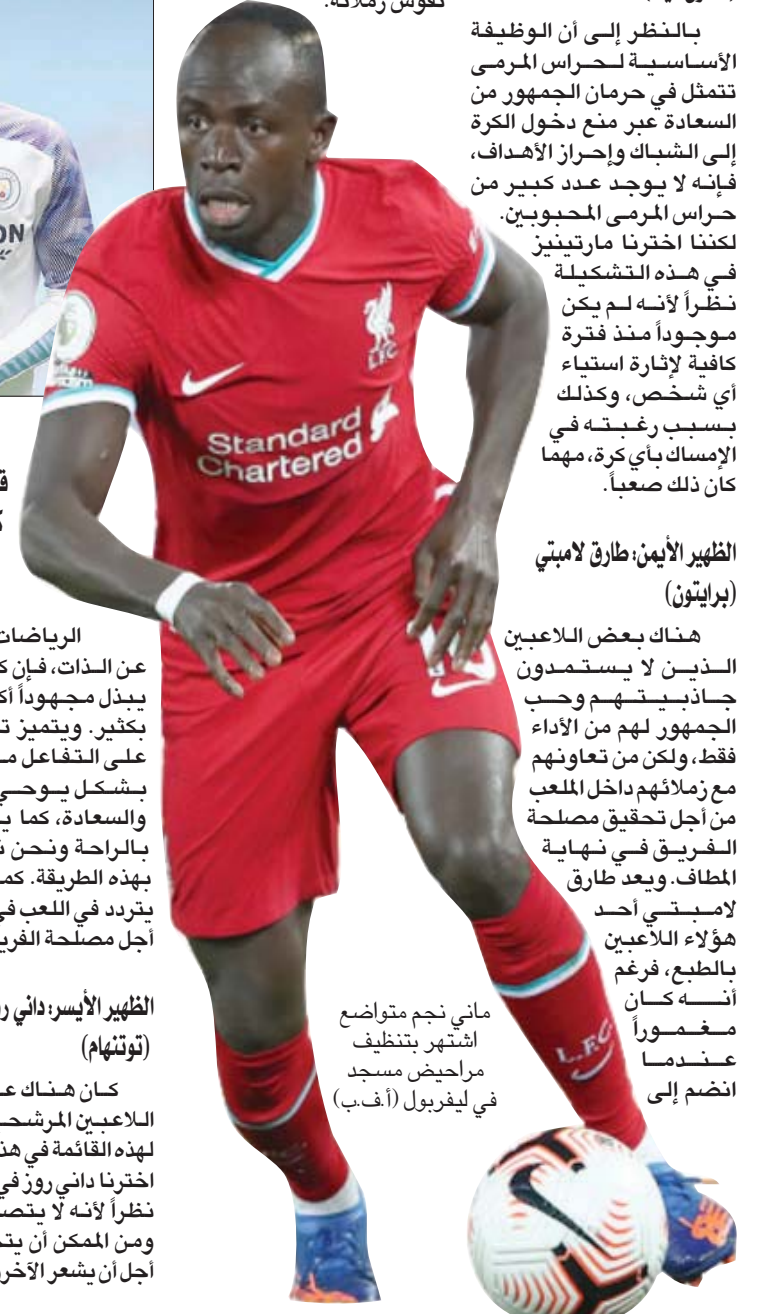 نفوس زملائه.
بالنظر إلى أن الوظيفة
الأساسية لحراس المرمى
تتمثل في حرمان الجمهور من
السعادة عبر منع دخول الكرة
إلى الشباك وإحراز الأهداف،
فإنه لا يوجد عدد كبير من
حراس المرمى المحبوبين.
لكننا اخترنا مارتينيز
في هذه التشكيلة
نظراً لأنه لم يكن
موجوداً منذ فترة
كافية لإثارة استياء
أي شخص، وكذلك
بسبب رغبته في
الإمساك بأي كرة، مهما
كان ذلك صعباً.
الظهير الأيمن: طارق لامبتي
(برايتون)
هناك بعض اللاعبين
الذين لا يستمدون
جاذبيتهم وحب
الجمهور لهم من الأداء
فقط، ولكن من تعاونهم
مع زملائهم داخل الملعب
من أجل تحقيق مصلحة
الفريق في نهاية
المطاف. ويعد طارق
لامبتي أحد
هؤلاء اللاعبين
بالطبع، فرغم
أنه كان
مغموراً
عندما
انضم إلى
ماني نجم متواضع
اشتهر بتنظيف
مراحيض مسجد
في ليفربول (أ.ف.ب)
الرياضات
عن الذات، فإن
يبذل مجهوداً
بكثير. ويتميز
على التفاعل
بشكل يوحي
والسعادة، كما
بالراحة ونحن
بهذه الطريقة.
يتردد في اللعب
أجل مصلحة
الظهير الأيسر: داني
(توتنهام)
كان هناك
اللاعبين
لهذه القائمة في
اخترنا داني روز في
نظراً لأنه لا
ومن الممكن أن
أجل أن يشعر
Standard
Chartered
L.F.C
L.F.C.